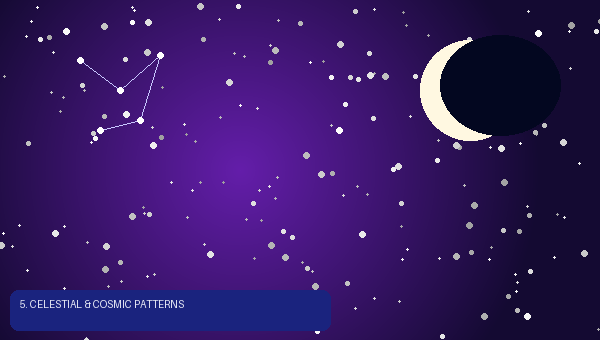 5. CELESTIAL & COSMIC PATTERNS